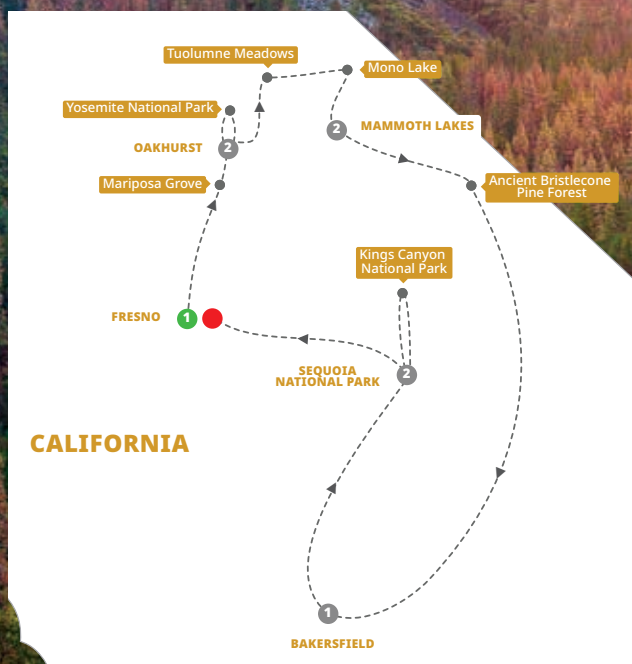 Tuolumne Meadows
Mono Lake
Yosemite National Park
MAMMOTH LAKES
2
OAKHURST
2
Mariposa Grove
Ancient Bristlecone
Pine Forest
Kings Canyon
National Park
FRESNO
1
SEQUOIA
NATIONAL PARK
2
CALIFORNIA
1
BAKERSFIELD